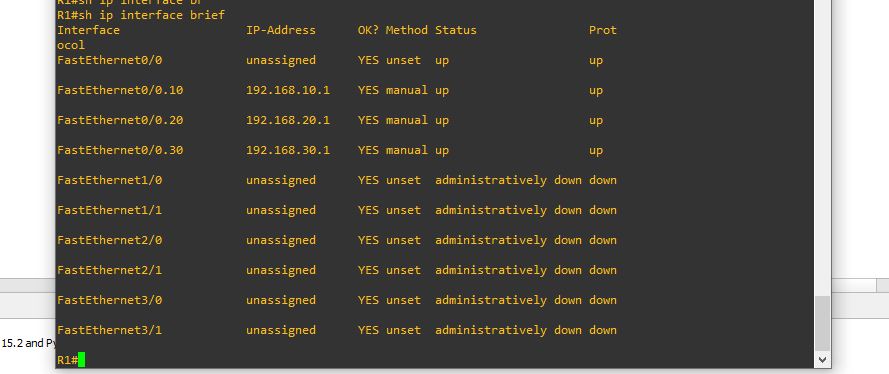 R1#sh ip interface br
R1#sh ip interface brief
Interface IP-Address OK? Method Status Prot
ocol
FastEthernet0/0 unassigned YES unset up up
FastEthernet0/0.10 192.168.10.1 YES manual up up
FastEthernet0/0.20 192.168.20.1 YES manual up up
FastEthernet0/0.30 192.168.30.1 YES manual up up
FastEthernet1/0 unassigned YES unset administratively down down
FastEthernet1/1 unassigned YES unset administratively down down
FastEthernet2/0 unassigned YES unset administratively down down
FastEthernet2/1 unassigned YES unset administratively down down
FastEthernet3/0 unassigned YES unset administratively down down
FastEthernet3/1 unassigned YES unset administratively down down
15.2 and Py
R1#